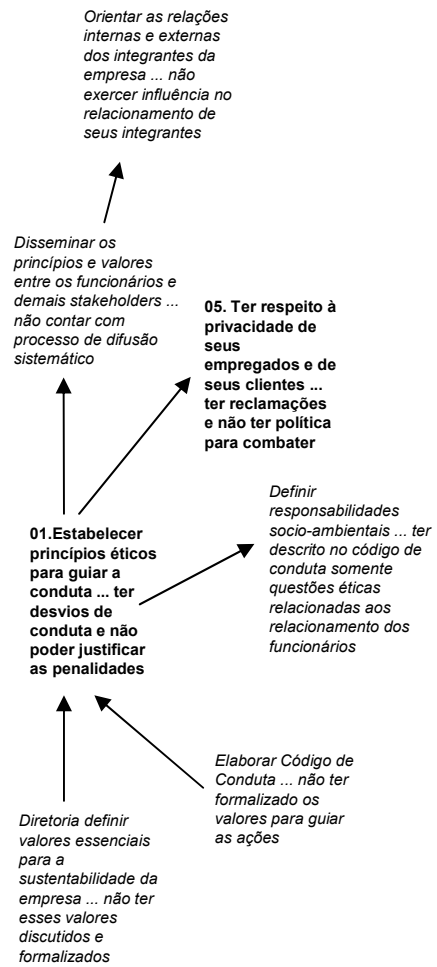 Orientar as relações
internas e externas
dos integrantes da
empresa ... não
exercer influência no
relacionamento de
seus integrantes
Disseminar os
princípios e valores
entre os funcionários e
demais stakeholders ...
não contar com
processo de difusão
sistemático
05. Ter respeito à
privacidade de
seus
empregados e de
seus clientes ...
ter reclamações
e não ter política
para combater
Definir
responsabilidades
socio-ambientais ... ter
descrito no código de
conduta somente
questões éticas
relacionadas aos
relacionamento dos
funcionários
01.Estabelecer
princípios éticos
para guiar a
conduta ... ter
desvios de
conduta e não
poder justificar
as penalidades
Elaborar Código de
Conduta ... não ter
formalizado os
valores para guiar
as ações
Diretoria definir
valores essenciais
para a
sustentabilidade da
empresa ... não ter
esses valores
discutidos e
formalizados